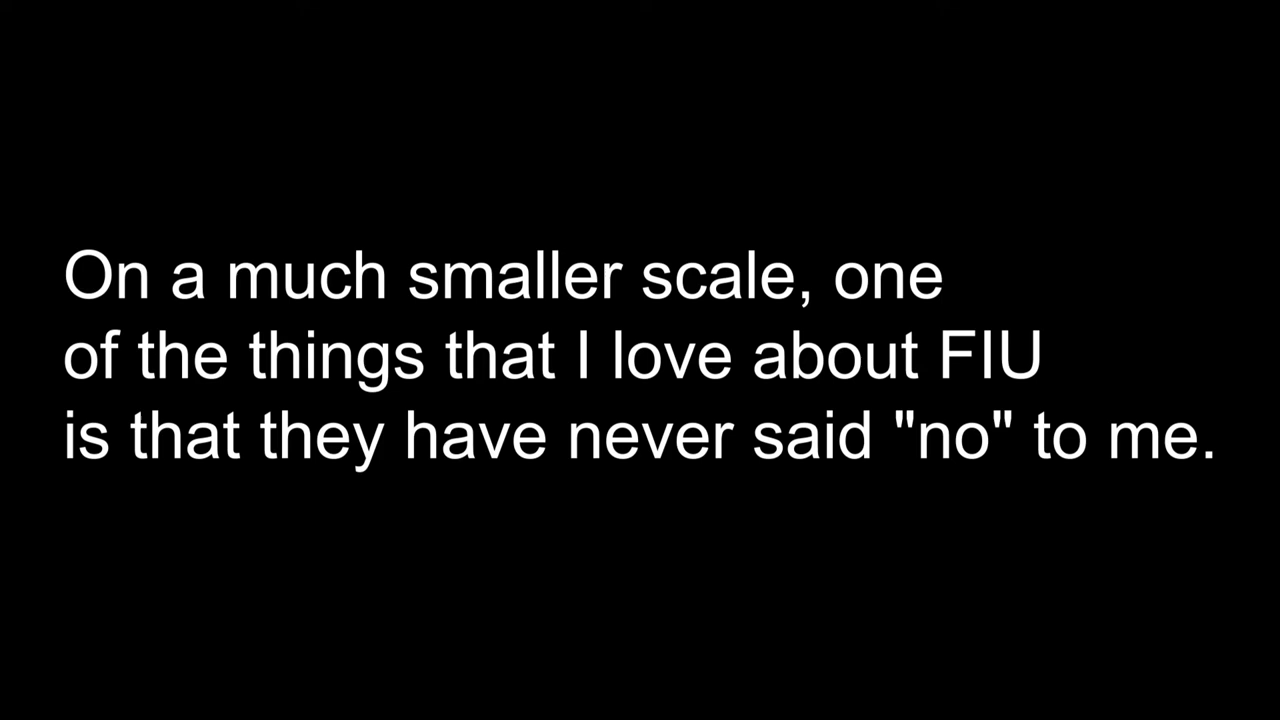 On a much smaller scale, one
of the things that I love about FIU
is that they have never said "no" to me.